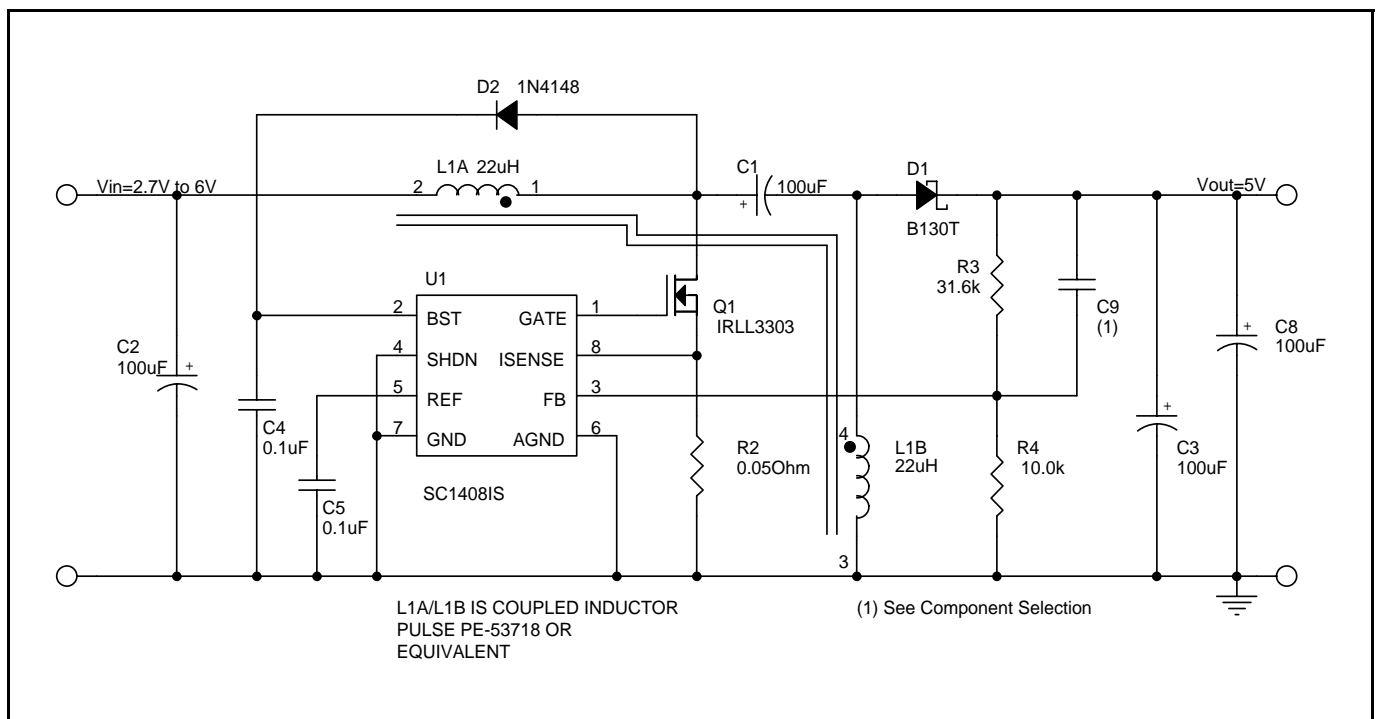 D2 1N4148
L1A 22uH
C1
100uF
+
D1
B130T
Vin=2.7V to 6V
2
1
Vout=5V
U1
2 BST GATE 1
4 SHDN ISENSE 8
5 REF FB 3
7 GND AGND 6
SC1408IS
Q1
IRLL3303
R3
31.6k
C9
(1)
C8
100uF
+
C2
100uF
+
C4
0.1uF
C5
0.1uF
R2
0.05Ohm
4
L1B
22uH
3
R4
10.0k
C3
100uF
+
L1A/L1B IS COUPLED INDUCTOR
PULSE PE-53718 OR
EQUIVALENT
(1) See Component Selection